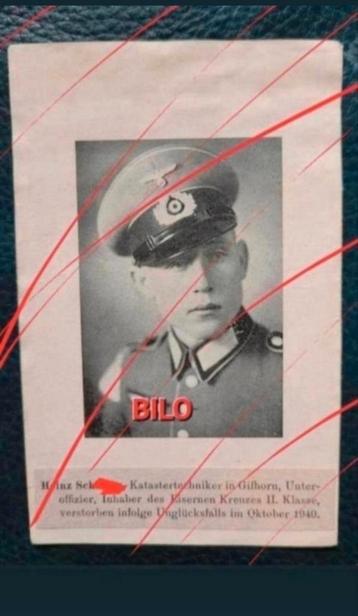 BILO
Heinz Sch Katastertechniker in Gifhorn, Unter-
offizier, Inhaber des Eisernen Kreuzes II. Klasse,
verstorben infolge Unglücksfalls im Oktober 1940.